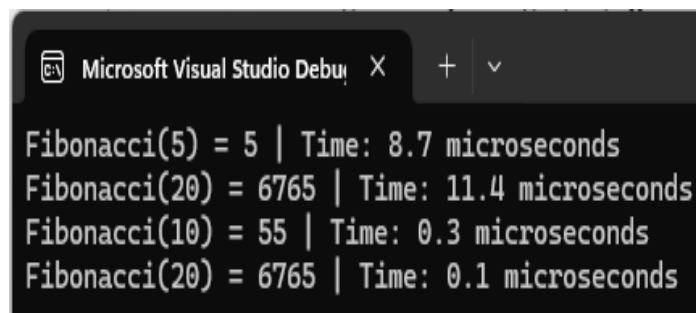 Microsoft Visual Studio Debu
Fibonacci(5) = 5 | Time: 8.7 microseconds
Fibonacci(20) = 6765 | Time: 11.4 microseconds
Fibonacci(10) = 55 | Time: 0.3 microseconds
Fibonacci(20) = 6765 | Time: 0.1 microseconds